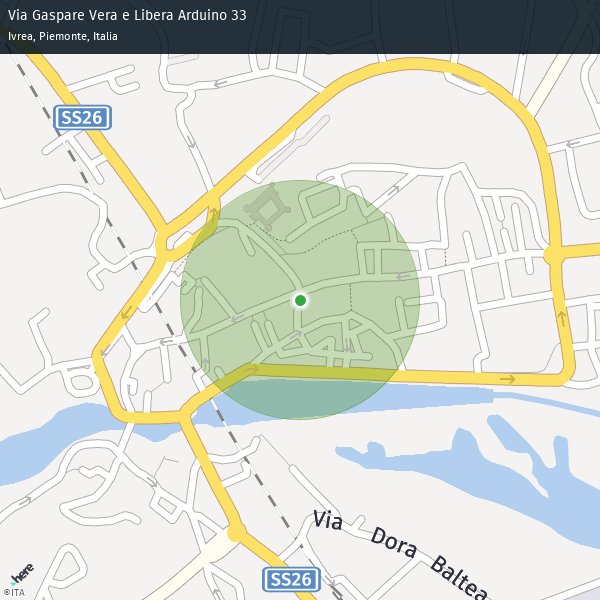 Via Gaspare Vera e Libera Arduino 33
Ivrea, Piemonte, Italia
SS26
Via Dora Baltea
SS26
here
©ITA